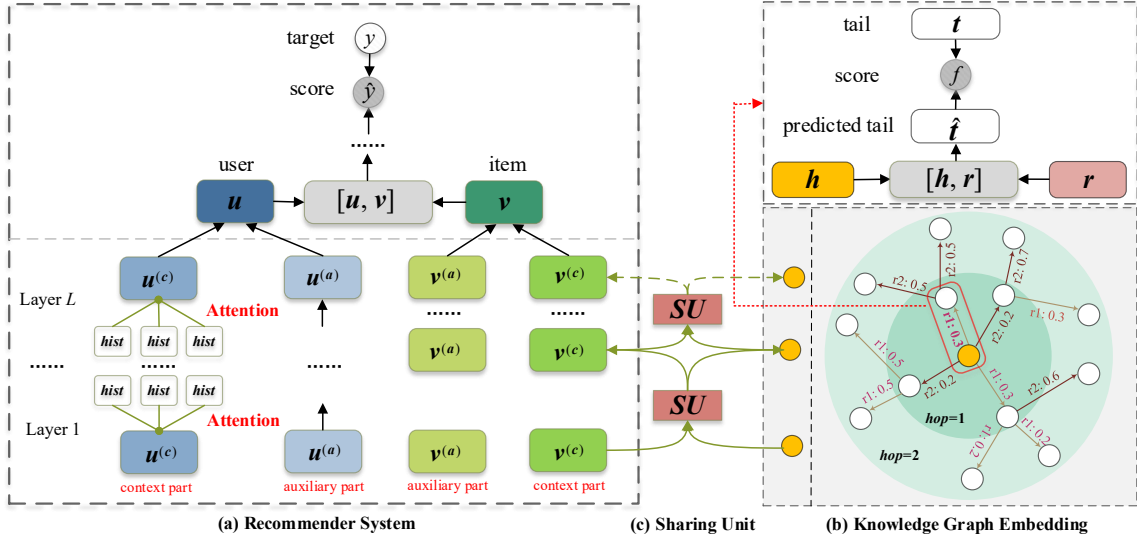 target
y
score
ŷ
......
user
item
u
[u, v]
v
u(c)
u(a)
v(a)
v(c)
Layer L
Attention
hist hist hist
......
......
......
......
v(a)
v(c)
......
hist hist hist
Attention
Layer 1
u(c)
u(a)
v(a)
v(c)
context part
auxiliary part
auxiliary part
context part
(a) Recommender System
SU
SU
(c) Sharing Unit
tail
t
score
f
predicted tail
t̂
h
[h, r]
r
r2: 0.5
r2: 0.7
r2: 0.5
r1: 0.3
r1: 0.3
r2: 0.2
r1: 0.5
r2: 0.2
r1: 0.3
r2: 0.6
r1: 0.5
hop=1
r1: 0.2
r1: 0.2
hop=2
(b) Knowledge Graph Embedding